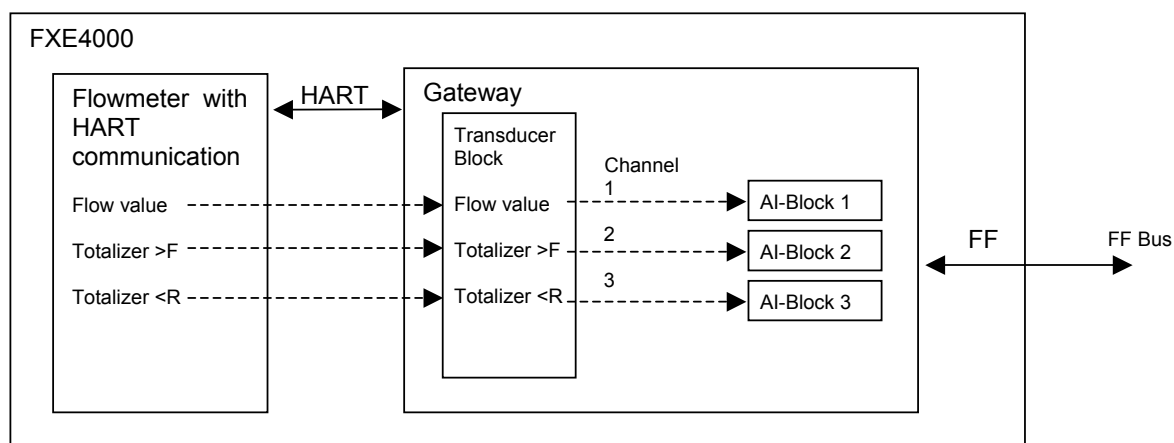 FXE4000
Flowmeter with
HART
communication
Flow value
Totalizer >F
Totalizer <R
HART
Gateway
Transducer
Block
Flow value
Totalizer >F
Totalizer <R
Channel
1
2
3
AI-Block 1
AI-Block 2
AI-Block 3
FF
FF Bus